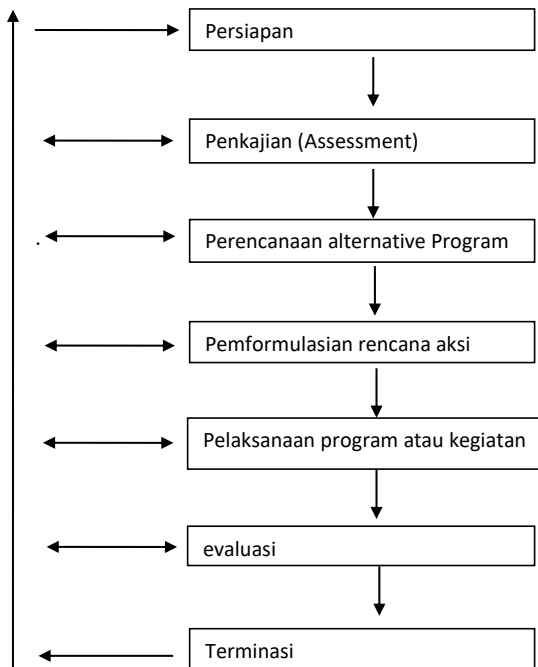 Persiapan
Penkajian (Assessment)
Perencanaan alternative Program
Pemformulasian rencana aksi
Pelaksanaan program atau kegiatan
evaluasi
Terminasi